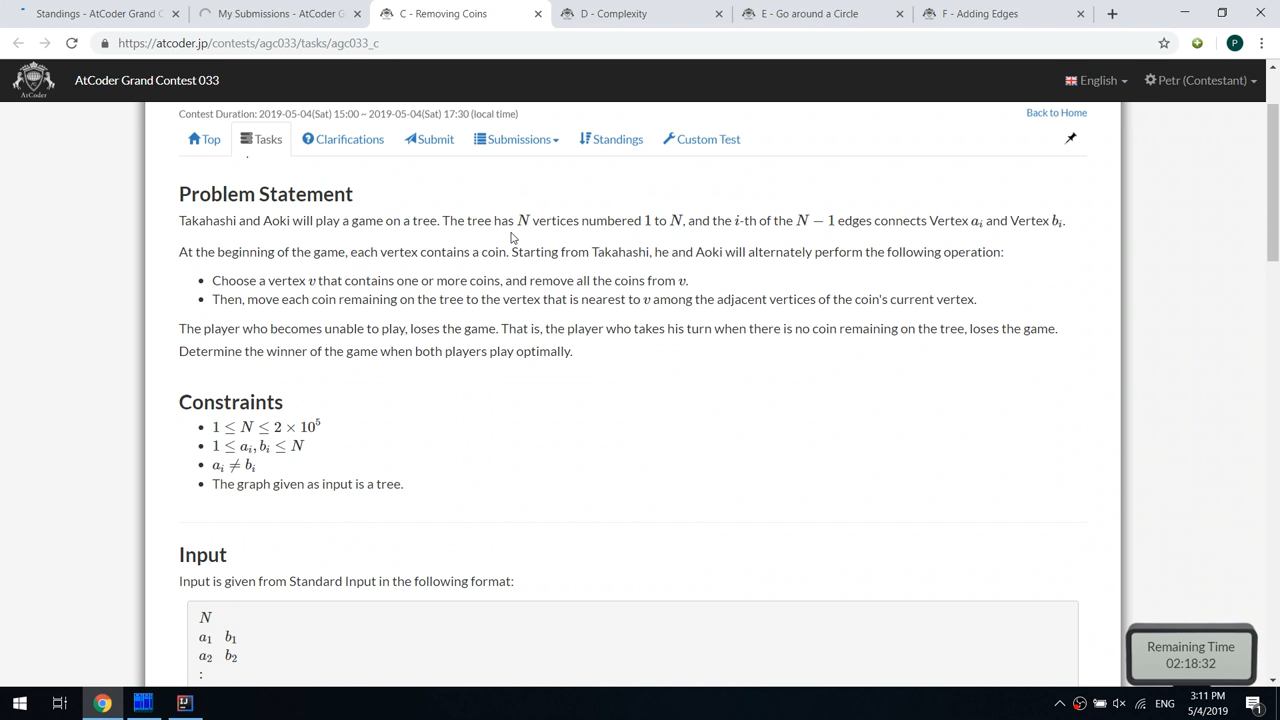 Standings - AtCoder Grand Cont
My Submissions - AtCoder Grand
C - Removing Coins
D - Complexity
E - Go around a Circle
F - Adding Edges
https://atcoder.jp/contests/agc033/tasks/agc033_c
P
AtCoder
AtCoder Grand Contest 033
English
Petr (Contestant)
Contest Duration: 2019-05-04(Sat) 15:00 ~ 2019-05-04(Sat) 17:30 (local time)
Back to Home
Top
Tasks
Clarifications
Submit
Submissions
Standings
Custom Test
Problem Statement
Takahashi and Aoki will play a game on a tree. The tree has N vertices numbered 1 to N, and the i-th of the N − 1 edges connects Vertex a_i and Vertex b_i.
At the beginning of the game, each vertex contains a coin. Starting from Takahashi, he and Aoki will alternately perform the following operation:
• Choose a vertex v that contains one or more coins, and remove all the coins from v.
• Then, move each coin remaining on the tree to the vertex that is nearest to v among the adjacent vertices of the coin's current vertex.
The player who becomes unable to play, loses the game. That is, the player who takes his turn when there is no coin remaining on the tree, loses the game.
Determine the winner of the game when both players play optimally.
Constraints
• 1 ≤ N ≤ 2 × 10^5
• 1 ≤ a_i, b_i ≤ N
• a_i ≠ b_i
• The graph given as input is a tree.
Input
Input is given from Standard Input in the following format:
N
a_1 b_1
a_2 b_2
:
Remaining Time
02:18:32
ENG
3:11 PM
5/4/2019
1